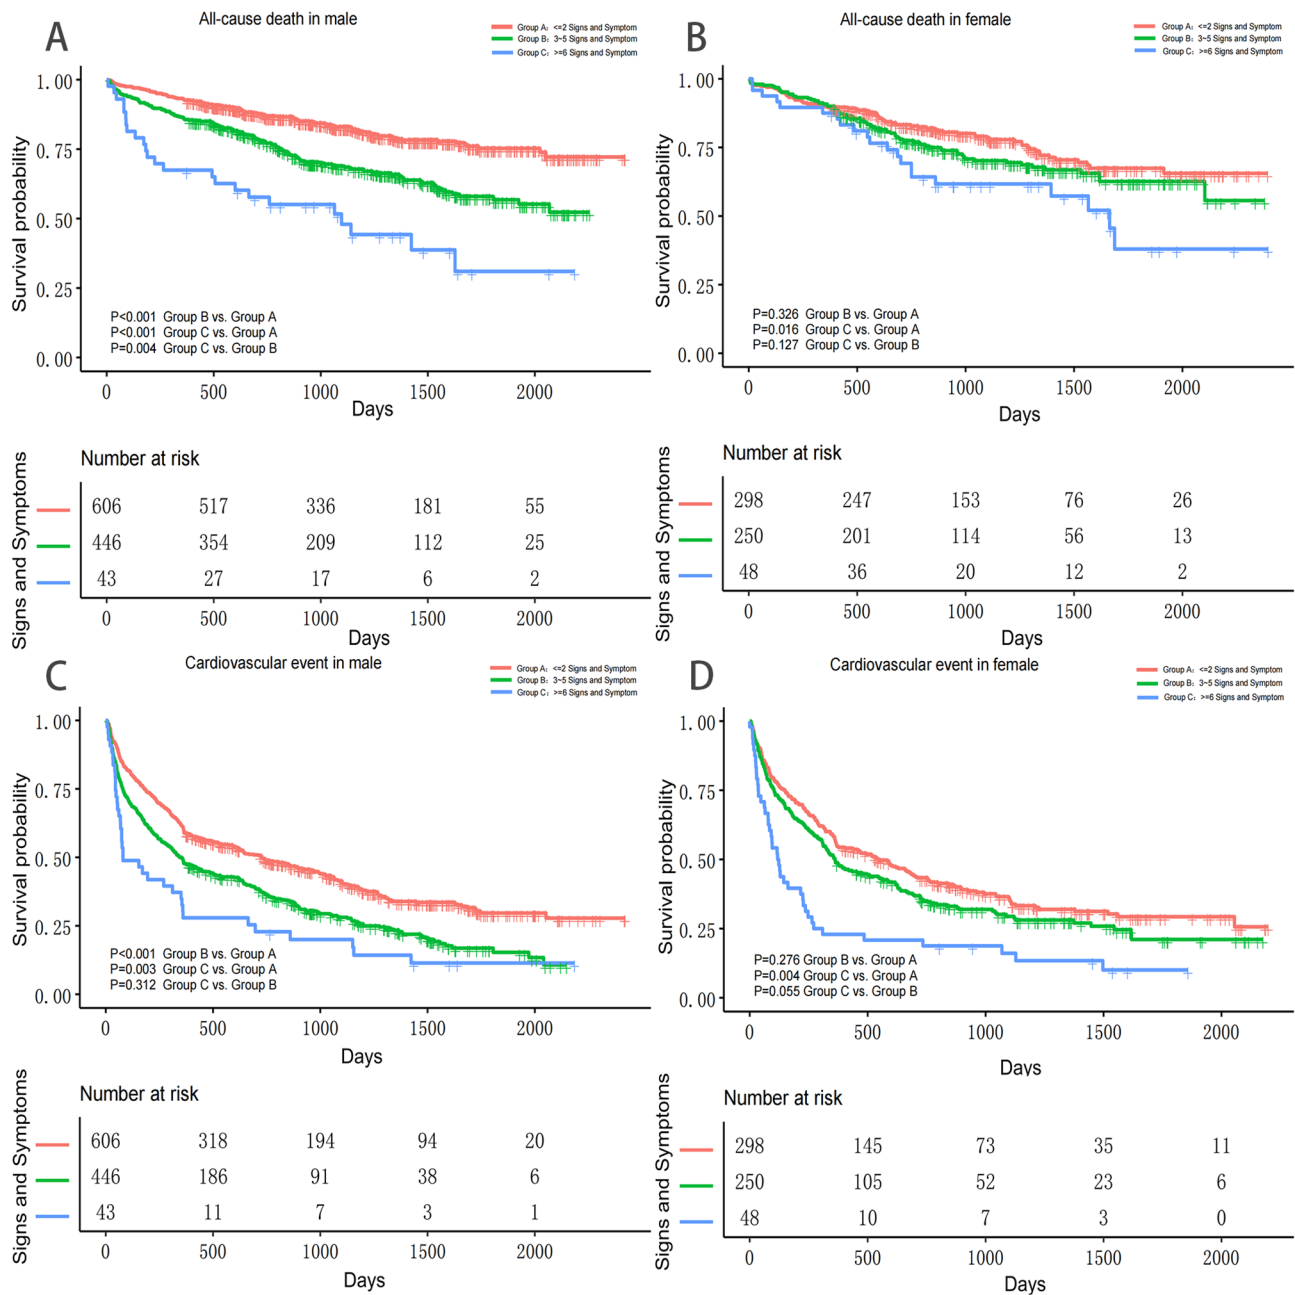 A
All-cause death in male
Group A: <=2 Signs and Symptom
Group B: 3~5 Signs and Symptom
Group C: >=6 Signs and Symptom
Survival probability
1.00
0.75
0.50
0.25
0.00
P<0.001 Group B vs. Group A
P<0.001 Group C vs. Group A
P=0.004 Group C vs. Group B
0 500 1000 1500 2000
Days
Number at risk
Signs and Symptoms
606 517 336 181 55
446 354 209 112 25
43 27 17 6 2
0 500 1000 1500 2000
Days
B
All-cause death in female
Group A: <=2 Signs and Symptom
Group B: 3~5 Signs and Symptom
Group C: >=6 Signs and Symptom
Survival probability
1.00
0.75
0.50
0.25
0.00
P=0.326 Group B vs. Group A
P=0.016 Group C vs. Group A
P=0.127 Group C vs. Group B
0 500 1000 1500 2000
Days
Number at risk
Signs and Symptoms
298 247 153 76 26
250 201 114 56 13
48 36 20 12 2
0 500 1000 1500 2000
Days
C
Cardiovascular event in male
Group A: <=2 Signs and Symptom
Group B: 3~5 Signs and Symptom
Group C: >=6 Signs and Symptom
Survival probability
1.00
0.75
0.50
0.25
0.00
P<0.001 Group B vs. Group A
P=0.003 Group C vs. Group A
P=0.312 Group C vs. Group B
0 500 1000 1500 2000
Days
Number at risk
Signs and Symptoms
606 318 194 94 20
446 186 91 38 6
43 11 7 3 1
0 500 1000 1500 2000
Days
D
Cardiovascular event in female
Group A: <=2 Signs and Symptom
Group B: 3~5 Signs and Symptom
Group C: >=6 Signs and Symptom
Survival probability
1.00
0.75
0.50
0.25
0.00
P=0.276 Group B vs. Group A
P=0.004 Group C vs. Group A
P=0.055 Group C vs. Group B
0 500 1000 1500 2000
Days
Number at risk
Signs and Symptoms
298 145 73 35 11
250 105 52 23 6
48 10 7 3 0
0 500 1000 1500 2000
Days